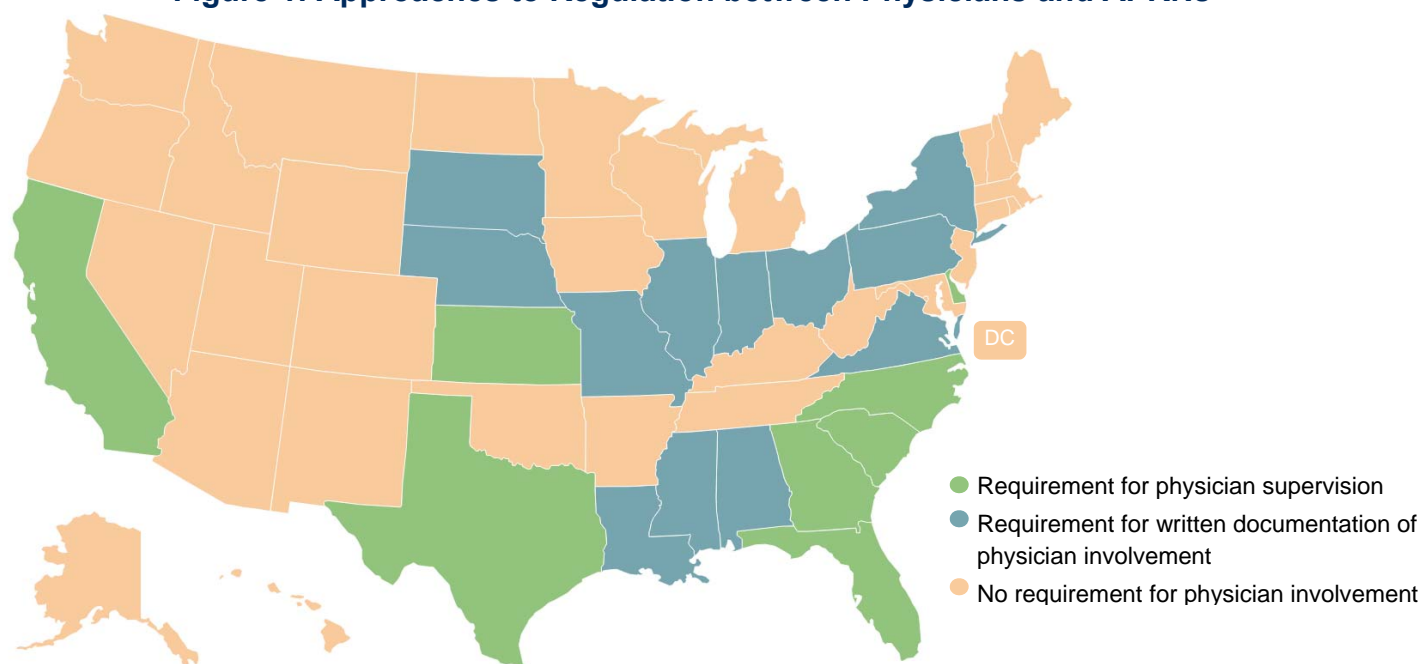 DC
Requirement for physician supervision
Requirement for written documentation of
physician involvement
No requirement for physician involvement